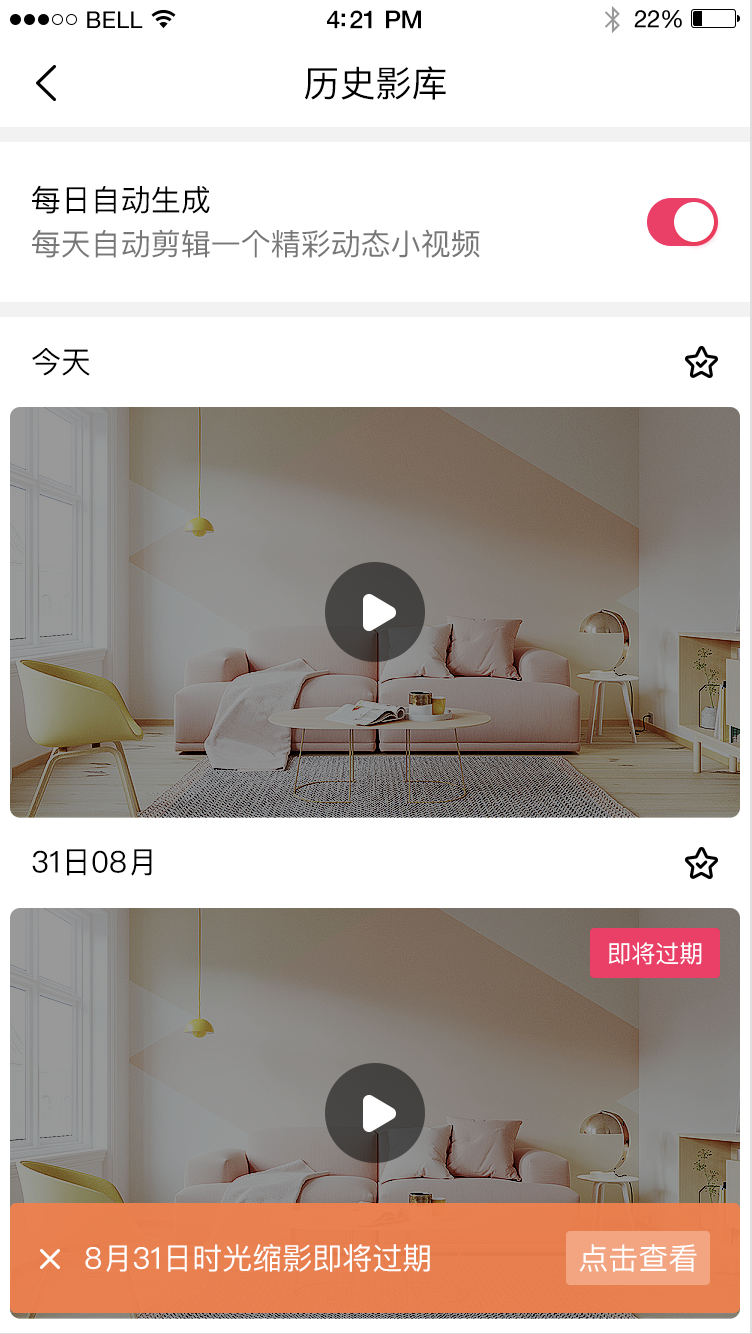 BELL 4:21 PM 22%
历史影库
每日自动生成
每天自动剪辑一个精彩动态小视频
今天
31日08月
即将过期
8月31日时光缩影即将过期 点击查看